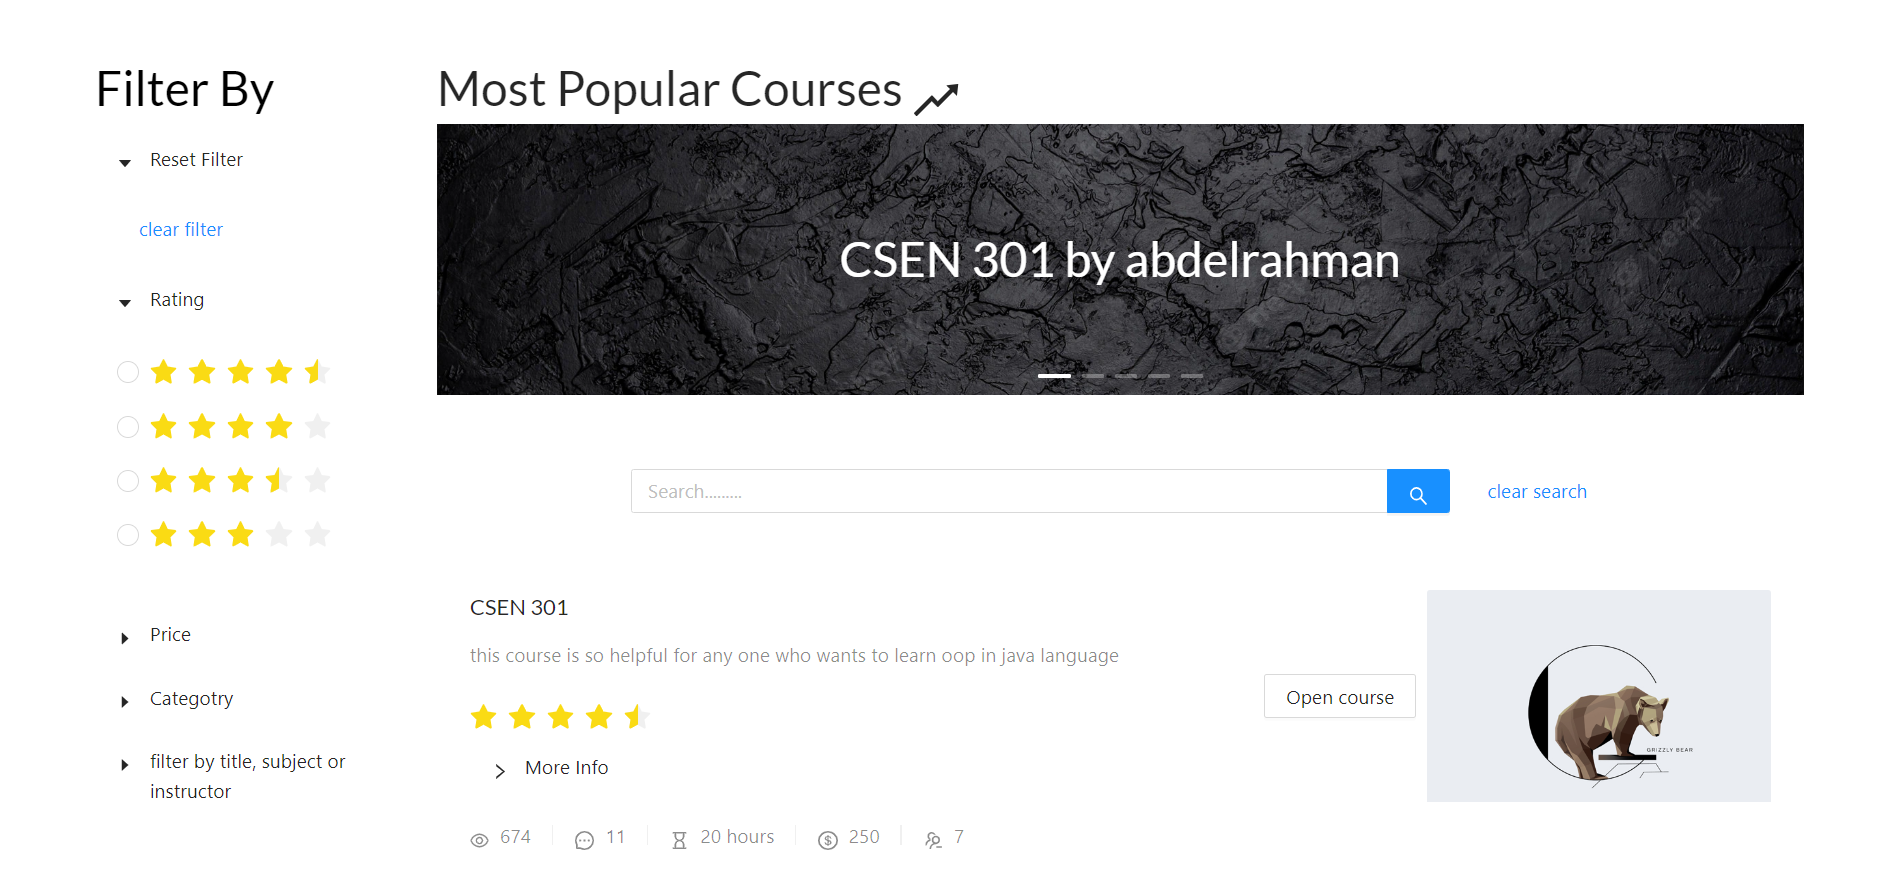 Filter By
Reset Filter
clear filter
Rating
Price
Categotry
filter by title, subject or
instructor
Most Popular Courses
CSEN 301 by abdelrahman
Search.........
clear search
CSEN 301
this course is so helpful for any one who wants to learn oop in java language
More Info
674
11
20 hours
250
7
Open course
GRIZZLY BEAR